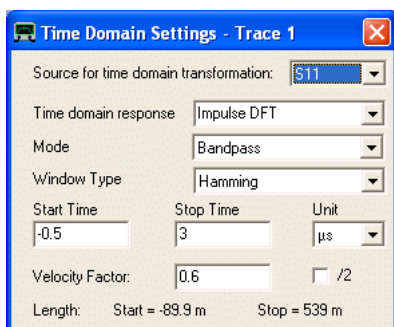 Time Domain Settings - Trace 1
Source for time domain transformation: S11
Time domain response Impulse DFT
Mode Bandpass
Window Type Hamming
Start Time Stop Time Unit
-0.5 3 µs
Velocity Factor: 0.6 /2
Length: Start = -89.9 m Stop = 539 m